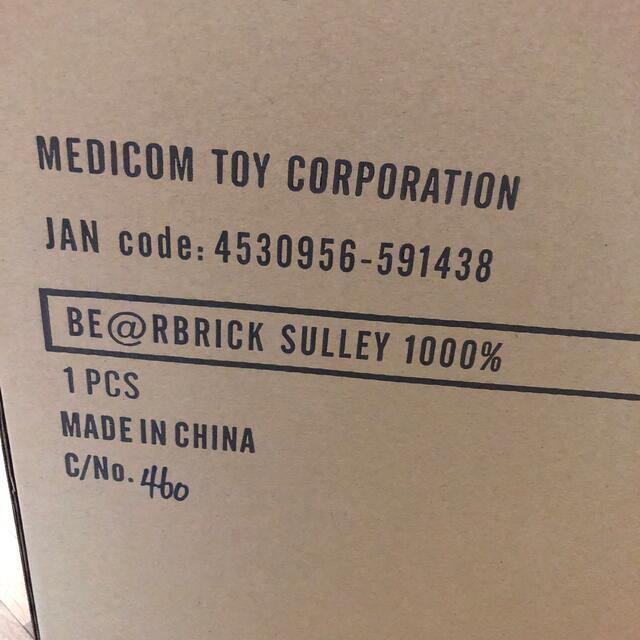 MEDICOM TOY CORPORATION
JAN code: 4530956-591438
BE@RBRICK SULLEY 1000%
1 PCS
MADE IN CHINA
C/No. 460